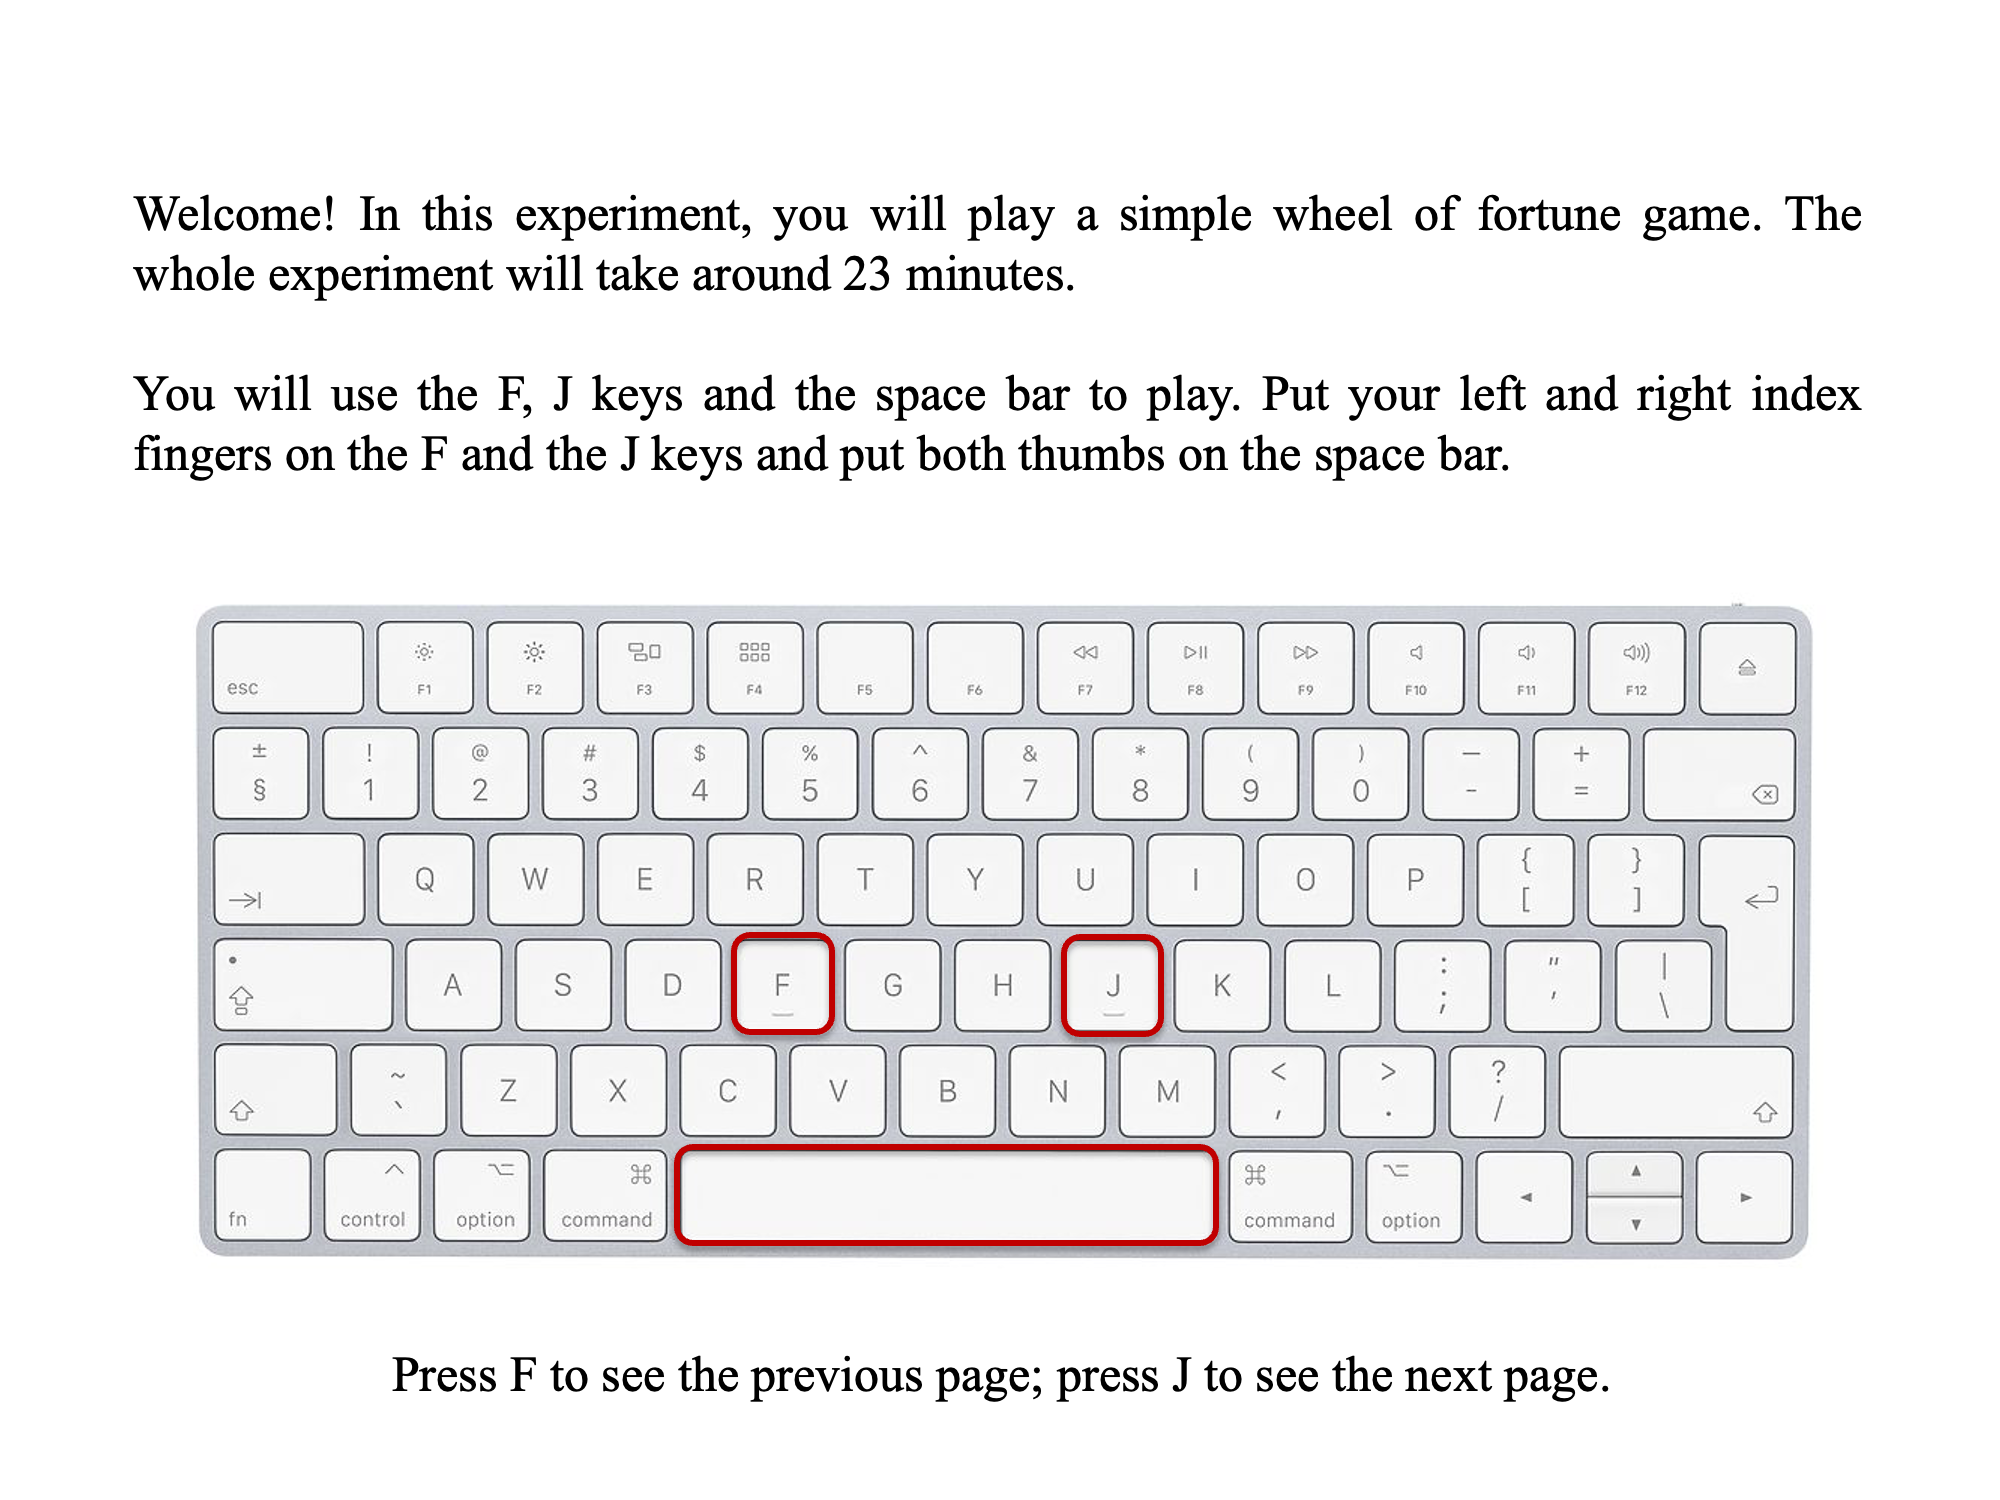 Welcome! In this experiment, you will play a simple wheel of fortune game. The
whole experiment will take around 23 minutes.
You will use the F, J keys and the space bar to play. Put your left and right index
fingers on the F and the J keys and put both thumbs on the space bar.
esc F1 F2 F3 F4 F5 F6 F7 F8 F9 F10 F11 F12
± ! @ # $ % ^ & * ( ) — +
§ 1 2 3 4 5 6 7 8 9 0 - =
Q W E R T Y U I O P { }
[ ]
A S D F G H J K L : " |
; ' \
~ Z X C V B N M < > ?
` , . /
fn control option command command option
Press F to see the previous page; press J to see the next page.